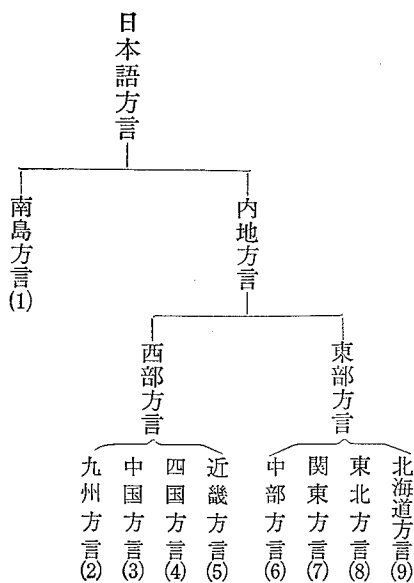 日本語方言
内地方言
南島方言(1)
東部方言
西部方言
北海道方言(9)
東北方言(8)
関東方言(7)
中部方言(6)
近畿方言(5)
四国方言(4)
中国方言(3)
九州方言(2)